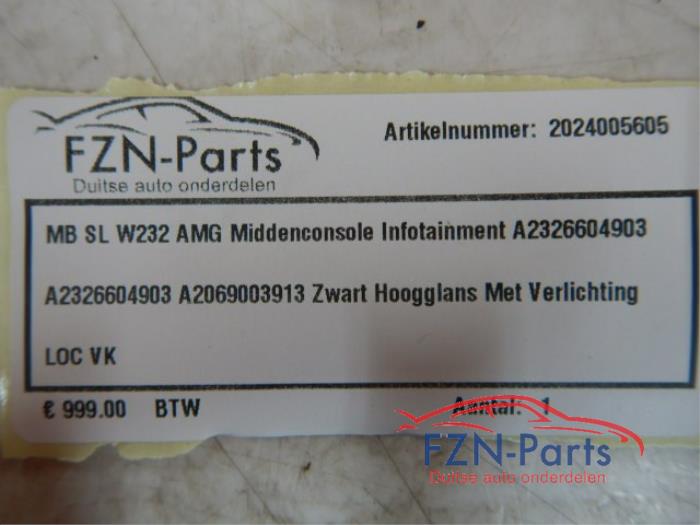 FZN-Parts
Duitse auto onderdelen
Artikelnummer: 2024005605
MB SL W232 AMG Middenconsole Infotainment A2326604903
A2326604903 A2069003913 Zwart Hoogglans Met Verlichting
LOC VK
€ 999.00 BTW Aantal: 1
FZN-Parts
Duitse auto onderdelen